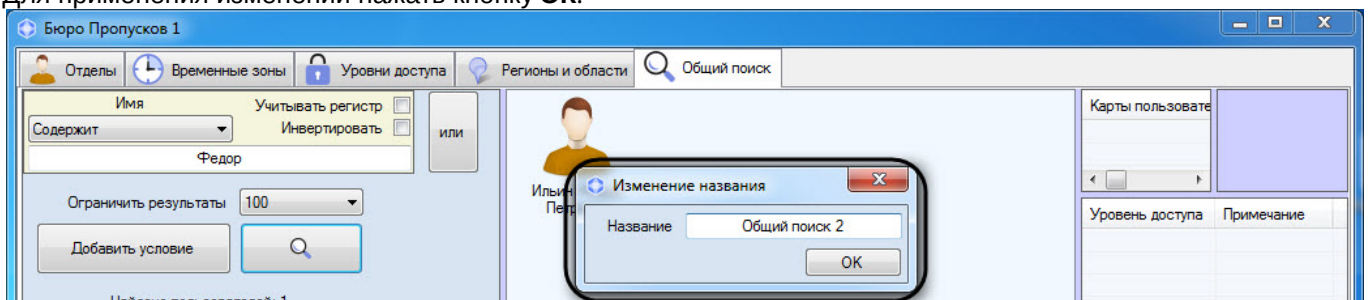 Для применения изменений нажать кнопку ОК.
Бюро Пропусков 1
Отделы
Временные зоны
Уровни доступа
Регионы и области
Общий поиск
Имя
Учитывать регистр
Содержит
Инвертировать
или
Федор
Ограничить результаты
100
Добавить условие
Изменение названия
Название
Общий поиск 2
OK
Карты пользовате
Уровень доступа
Примечание